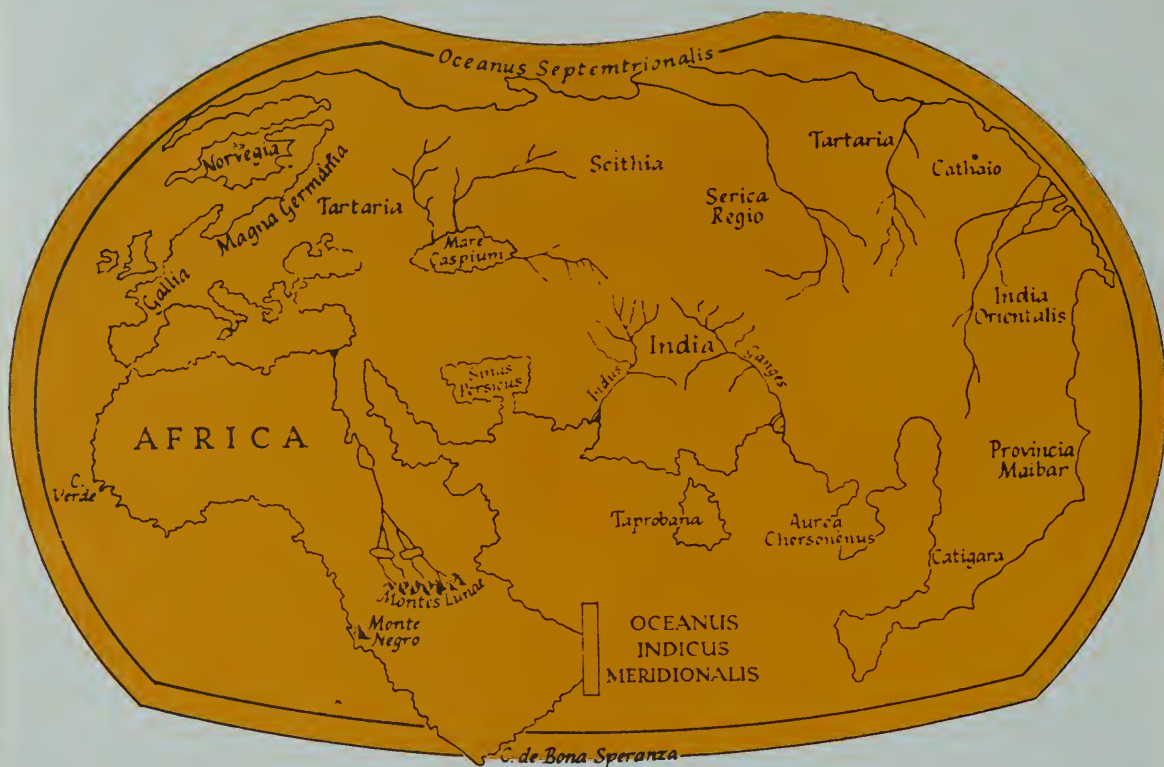 Oceanus Septemtrionalis
Norvegia
Magna Germania
Tartaria
Scithia
Tartaria
Cathaio
Serica
Regio
Mare
Caspium
Gallia
India
Orientalis
India
Indus
Ganges
Sinas
Persicus
AFRICA
C.
Verde
Provincia
Maibar
Taprobana
Aurea
Chersonenus
Catigara
Montes Lunae
Monte
Negro
OCEANUS
INDICUS
MERIDIONALIS
C. de Bona Speranza